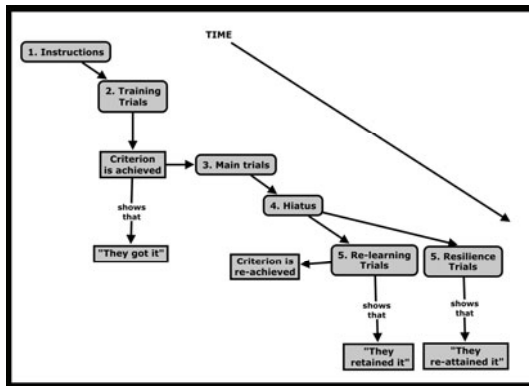 TIME
1. Instructions
2. Training
Trials
Criterion
is achieved
3. Main trials
shows
that
4. Hiatus
"They got it"
Criterion is
re-achieved
5. Re-learning
Trials
5. Resilience
Trials
shows
that
shows
that
"They
retained it"
"They
re-attained it"